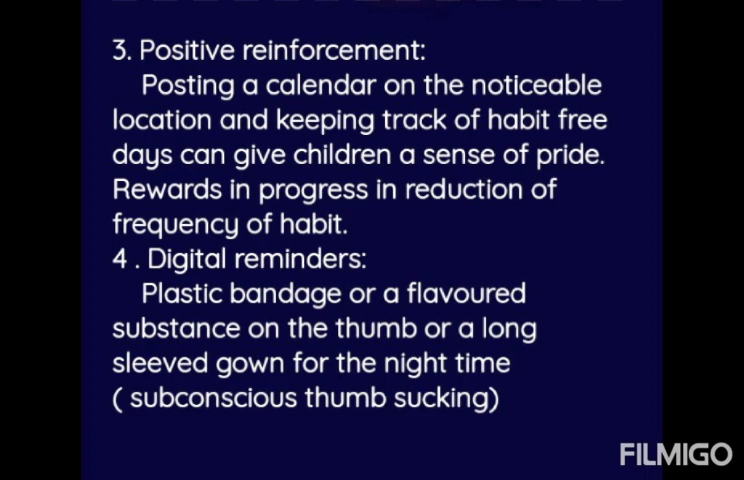 3. Positive reinforcement:
Posting a calendar on the noticeable
location and keeping track of habit free
days can give children a sense of pride.
Rewards in progress in reduction of
frequency of habit.
4 . Digital reminders:
Plastic bandage or a flavoured
substance on the thumb or a long
sleeved gown for the night time
( subconscious thumb sucking)
FILMIGO